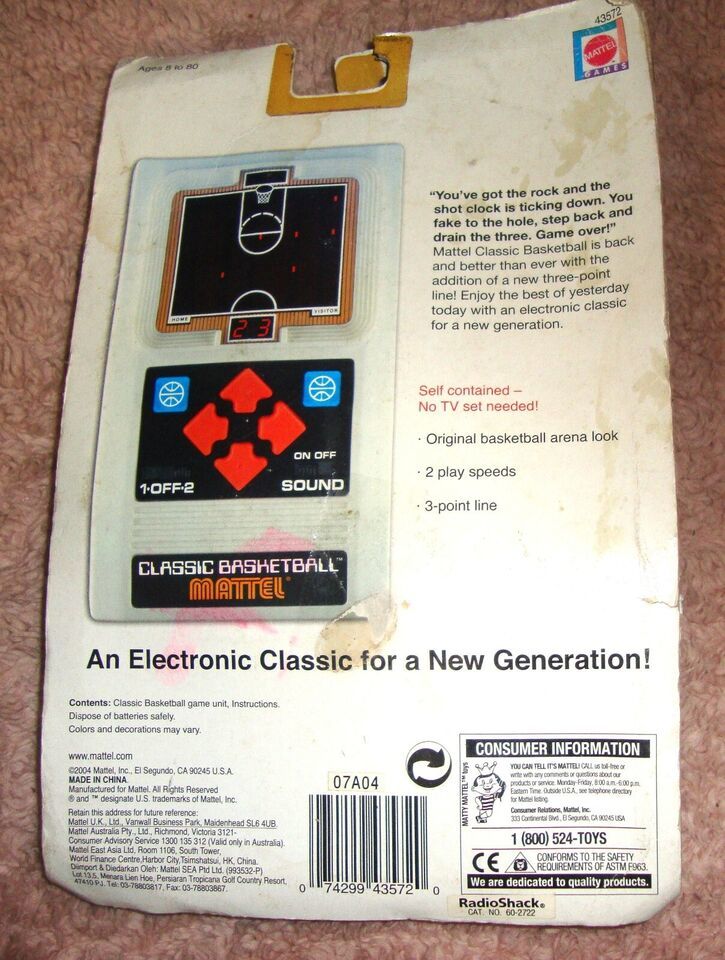 43572
Ages 8 to 80
MATTEL
GAMES
HOME
VISITOR
2 3
"You've got the rock and the
shot clock is ticking down. You
fake to the hole, step back and
drain the three. Game over!"
Mattel Classic Basketball is back
and better than ever with the
addition of a new three-point
line! Enjoy the best of yesterday
today with an electronic classic
for a new generation.
Self contained –
No TV set needed!
· Original basketball arena look
· 2 play speeds
· 3-point line
ON OFF
1·OFF·2
SOUND
CLASSIC BASKETBALL™
MATTEL®
An Electronic Classic for a New Generation!
Contents: Classic Basketball game unit, Instructions.
Dispose of batteries safely.
Colors and decorations may vary.
www.mattel.com
©2004 Mattel, Inc., El Segundo, CA 90245 U.S.A.
MADE IN CHINA.
Manufactured for Mattel. All Rights Reserved
® and ™ designate U.S. trademarks of Mattel, Inc.
Retain this address for future reference:
Mattel U.K., Ltd., Vanwall Business Park, Maidenhead SL6 4UB.
Mattel Australia Pty., Ltd., Richmond, Victoria 3121-
Consumer Advisory Service 1300 135 312 (Valid only in Australia).
Mattel East Asia Ltd. Room 1106, South Tower,
World Finance Centre,Harbor City,Tsimshatsui, HK, China.
Diimport & Diedarkan Oleh: Mattel SEA Ptd Ltd. (993532-P)
Lot 13.5, Menara Lien Hoe, Persiaran Tropicana Golf Country Resort,
47410 PJ. Tel: 03-78803817, Fax: 03-78803867.
07A04
0 74299 43572 0
CONSUMER INFORMATION
MATTY MATTEL™ toys
YOU CAN TELL IT'S MATTEL! CALL us toll-free or
write with any comments or questions about our
products or service. Monday-Friday, 8:00 a.m.-6:00 p.m.
Eastern Time. Outside U.S.A., see telephone directory
for Mattel listing.
Consumer Relations, Mattel, Inc.
333 Continental Blvd., El Segundo, CA 90245 USA
1 (800) 524-TOYS
CE
CONFORMS TO THE SAFETY
REQUIREMENTS OF ASTM F963.
We are dedicated to quality products.
RadioShack®
CAT. NO. 60-2722